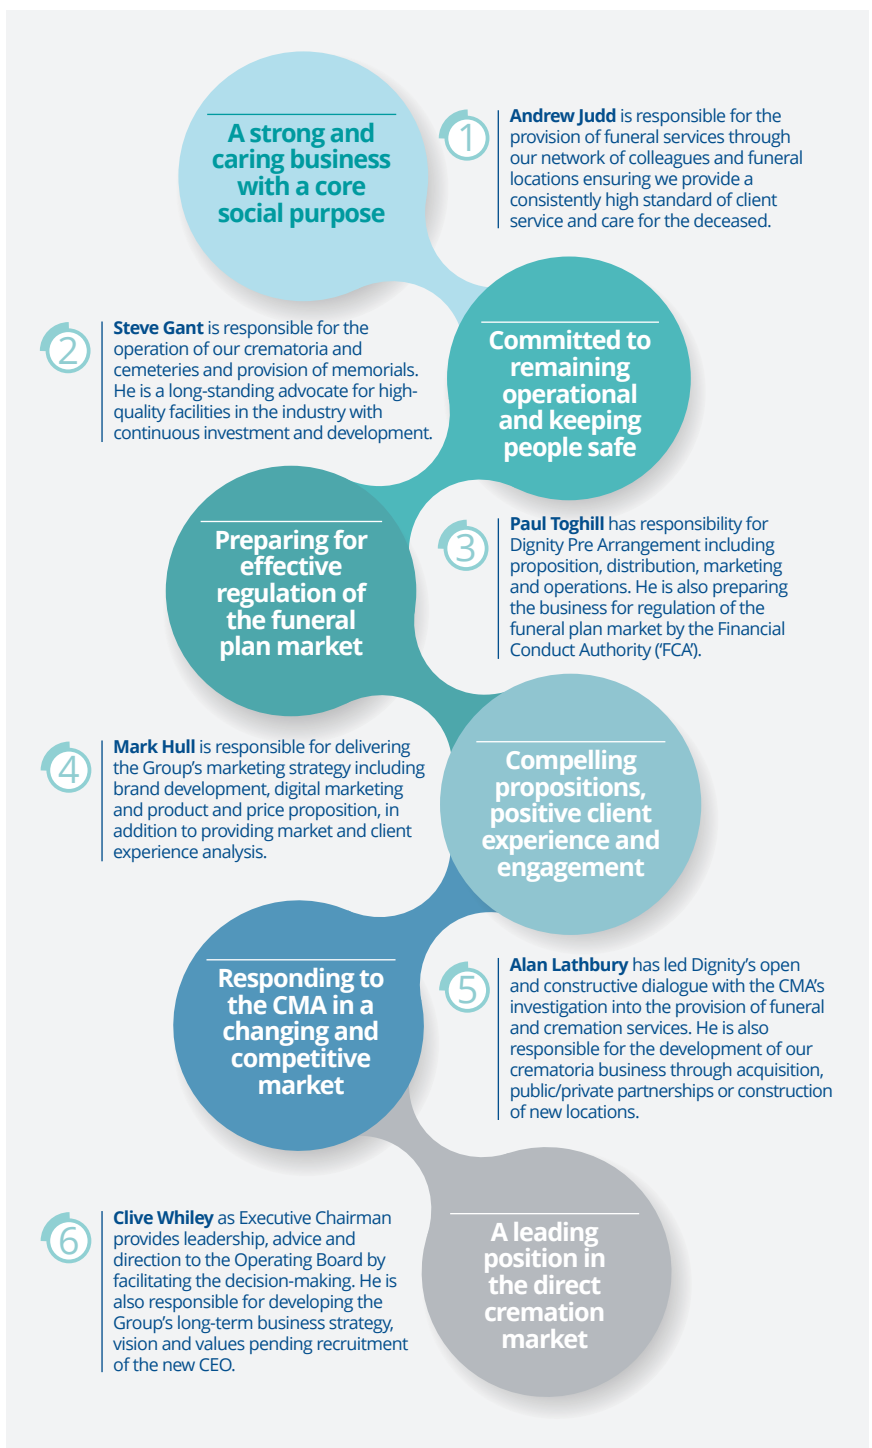 A strong and
caring business
with a core
social purpose
1
Andrew Judd is responsible for the
provision of funeral services through
our network of colleagues and funeral
locations ensuring we provide a
consistently high standard of client
service and care for the deceased.
2
Steve Gant is responsible for the
operation of our crematoria and
cemeteries and provision of memorials.
He is a long-standing advocate for high-
quality facilities in the industry with
continuous investment and development.
Committed to
remaining
operational
and keeping
people safe
Preparing for
effective
regulation of
the funeral
plan market
3
Paul Toghill has responsibility for
Dignity Pre Arrangement including
proposition, distribution, marketing
and operations. He is also preparing
the business for regulation of the
funeral plan market by the Financial
Conduct Authority (‘FCA’).
4
Mark Hull is responsible for delivering
the Group’s marketing strategy including
brand development, digital marketing
and product and price proposition, in
addition to providing market and client
experience analysis.
Compelling
propositions,
positive client
experience and
engagement
Responding to
the CMA in a
changing and
competitive
market
5
Alan Lathbury has led Dignity’s open
and constructive dialogue with the CMA’s
investigation into the provision of funeral
and cremation services. He is also
responsible for the development of our
crematoria business through acquisition,
public/private partnerships or construction
of new locations.
6
Clive Whiley as Executive Chairman
provides leadership, advice and
direction to the Operating Board by
facilitating the decision-making. He is
also responsible for developing the
Group’s long-term business strategy,
vision and values pending recruitment
of the new CEO.
A leading
position in
the direct
cremation
market